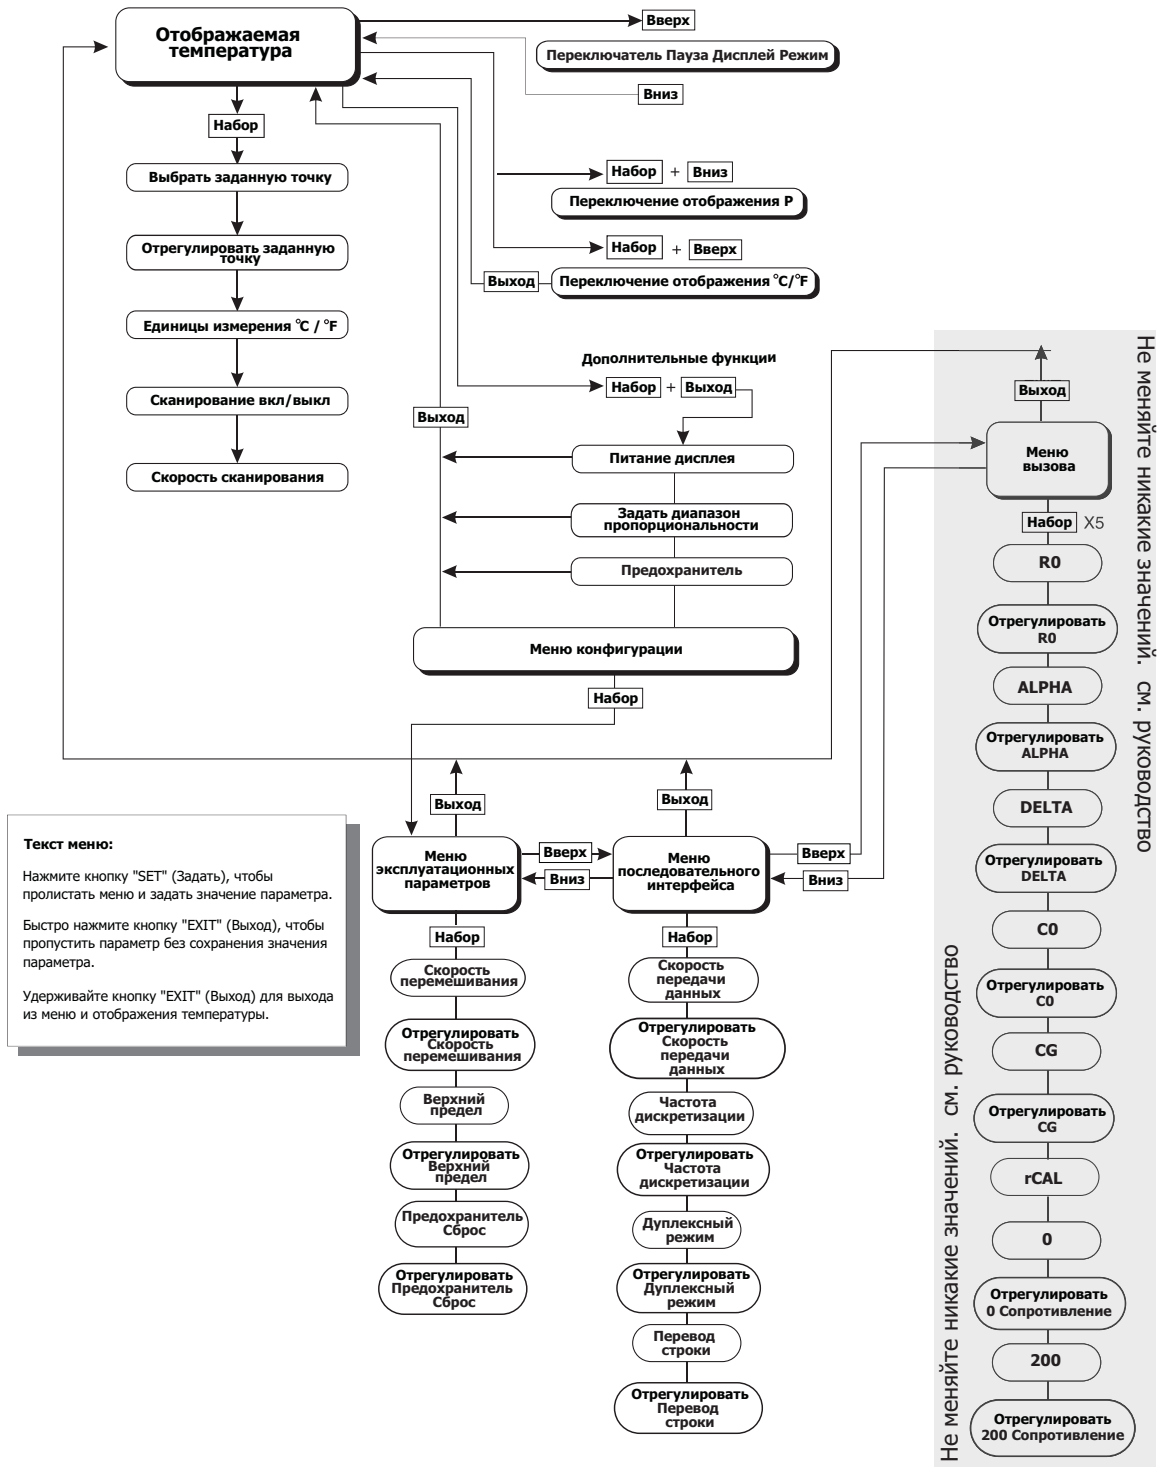 Отображаемая
температура
Вверх
Переключатель Пауза Дисплей Режим
Вниз
Набор
Выбрать заданную точку
Отрегулировать заданную
точку
Единицы измерения °C / °F
Сканирование вкл/выкл
Скорость сканирования
Набор + Вниз
Переключение отображения P
Набор + Вверх
Выход
Переключение отображения °C/°F
Дополнительные функции
Набор + Выход
Выход
Питание дисплея
Задать диапазон
пропорциональности
Предохранитель
Меню конфигурации
Набор
Текст меню:
Нажмите кнопку "SET" (Задать), чтобы
пролистать меню и задать значение параметра.
Быстро нажмите кнопку "EXIT" (Выход), чтобы
пропустить параметр без сохранения значения
параметра.
Удерживайте кнопку "EXIT" (Выход) для выхода
из меню и отображения температуры.
Выход
Меню
эксплуатационных
параметров
Вверх
Вниз
Набор
Скорость
перемешивания
Отрегулировать
Скорость
перемешивания
Верхний
предел
Отрегулировать
Верхний
предел
Предохранитель
Сброс
Отрегулировать
Предохранитель
Сброс
Выход
Меню
последовательного
интерфейса
Вверх
Вниз
Набор
Скорость
передачи
данных
Отрегулировать
Скорость
передачи
данных
Частота
дискретизации
Отрегулировать
Частота
дискретизации
Дуплексный
режим
Отрегулировать
Дуплексный
режим
Перевод
строки
Отрегулировать
Перевод
строки
Выход
Меню
вызова
Набор X5
R0
Отрегулировать
R0
ALPHA
Отрегулировать
ALPHA
DELTA
Отрегулировать
DELTA
C0
Отрегулировать
C0
CG
Отрегулировать
CG
rCAL
0
Отрегулировать
0 Сопротивление
200
Отрегулировать
200 Сопротивление
Не меняйте никакие значений. см. руководство
Не меняйте никакие значений. см. руководство